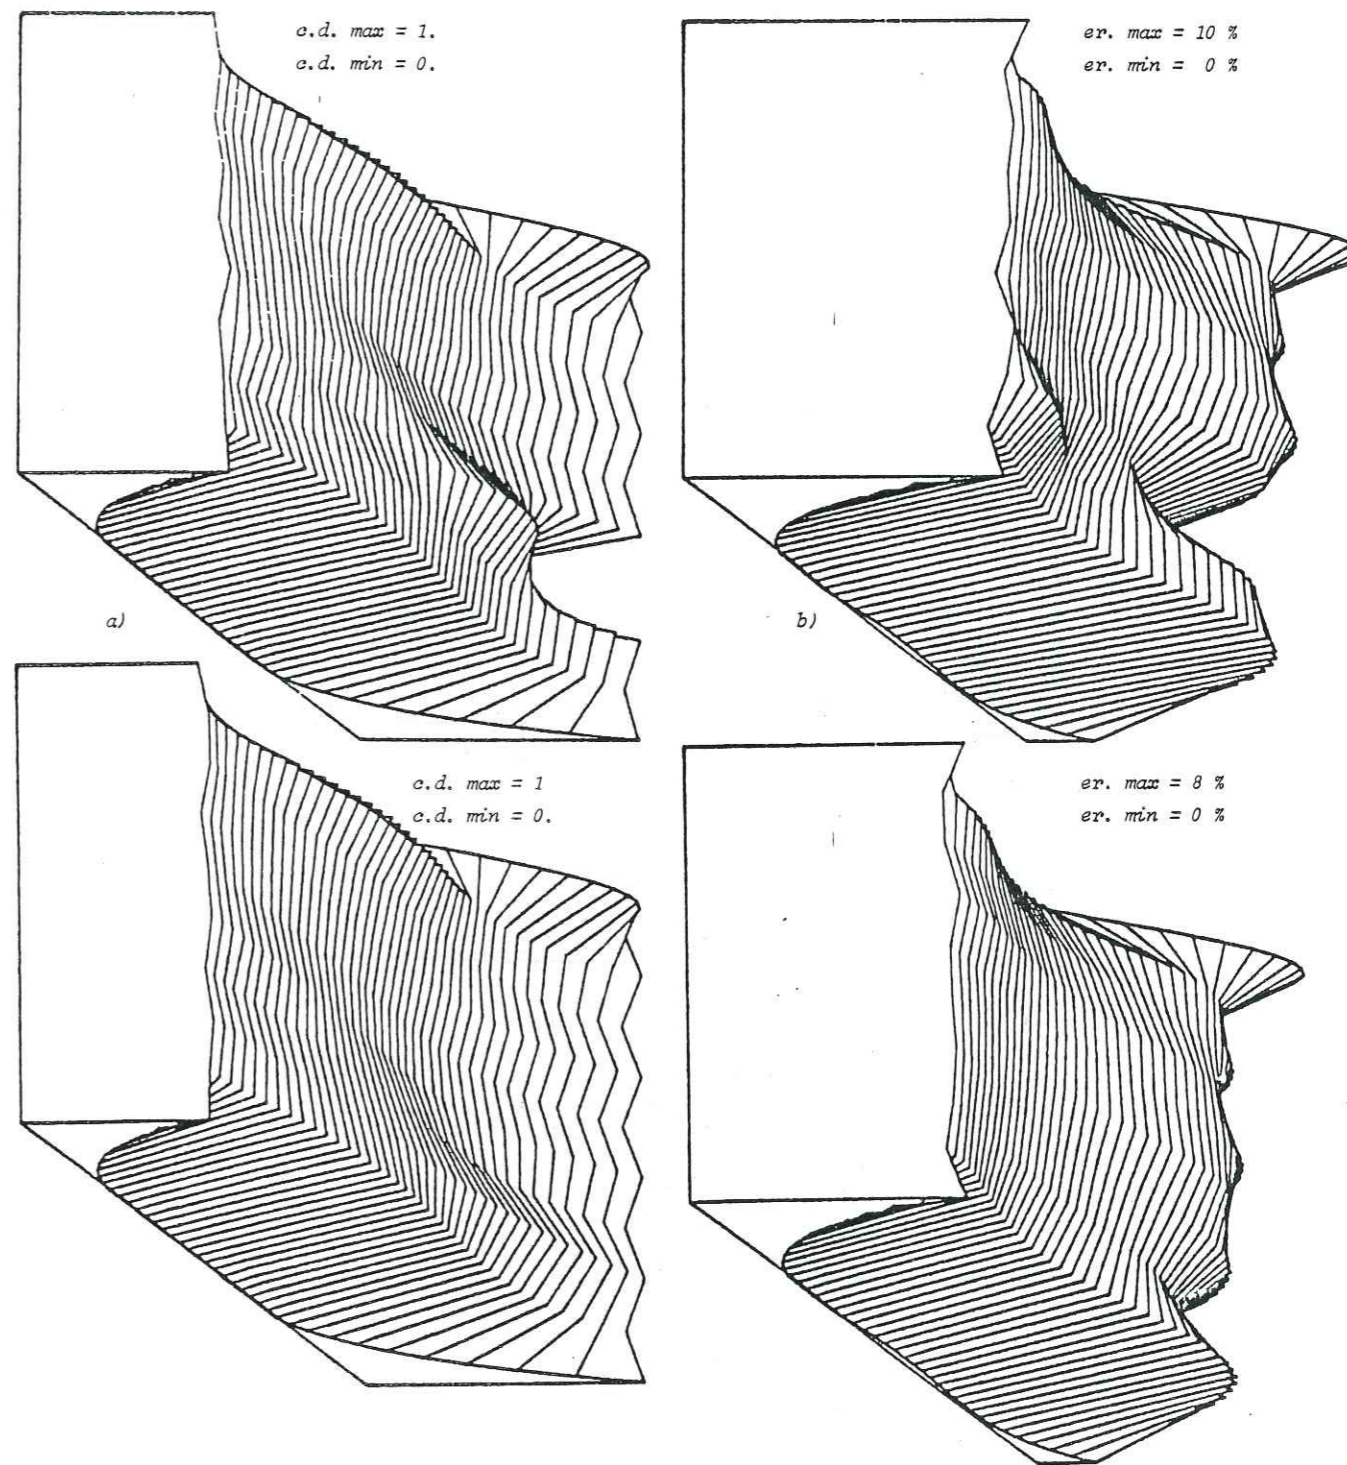 c.d. max = 1.
c.d. min = 0.
er. max = 10 %
er. min = 0 %
a)
b)
c.d. max = 1
c.d. min = 0.
er. max = 8 %
er. min = 0 %